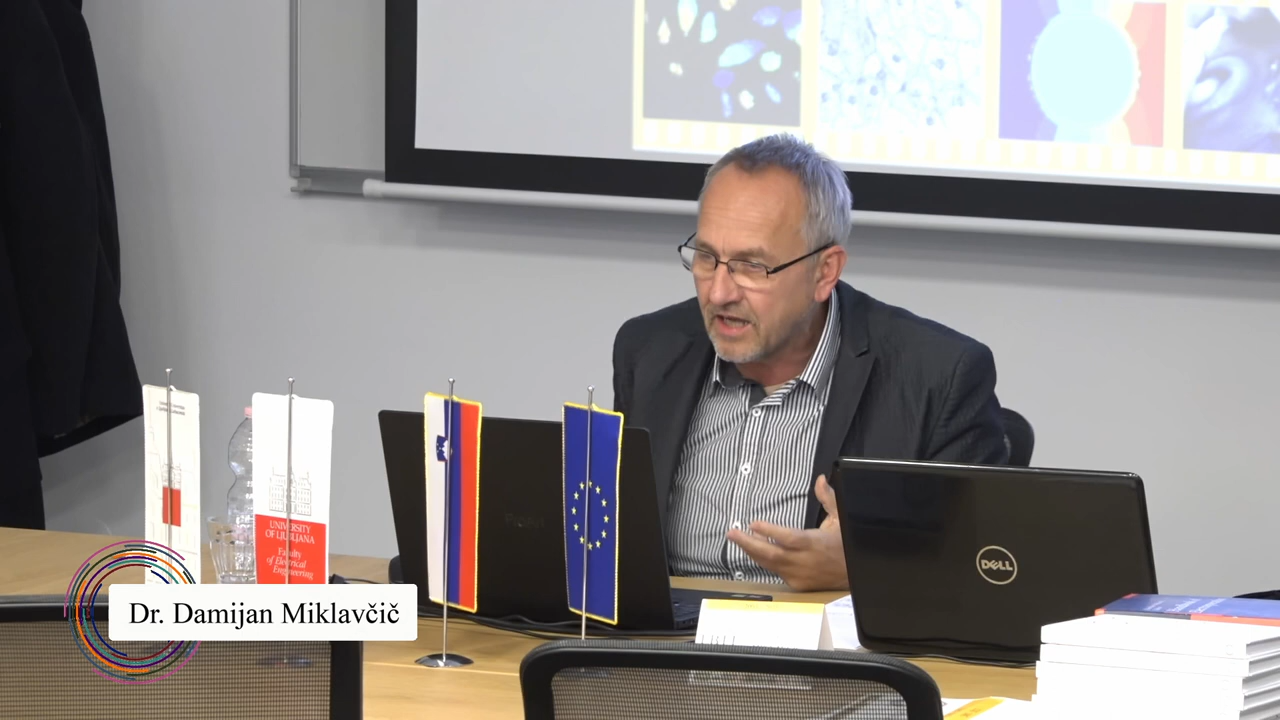 UNIVERSITY
OF LJUBLJANA
Faculty
of Electrical
Engineering
DELL
Dr. Damijan Miklavčič